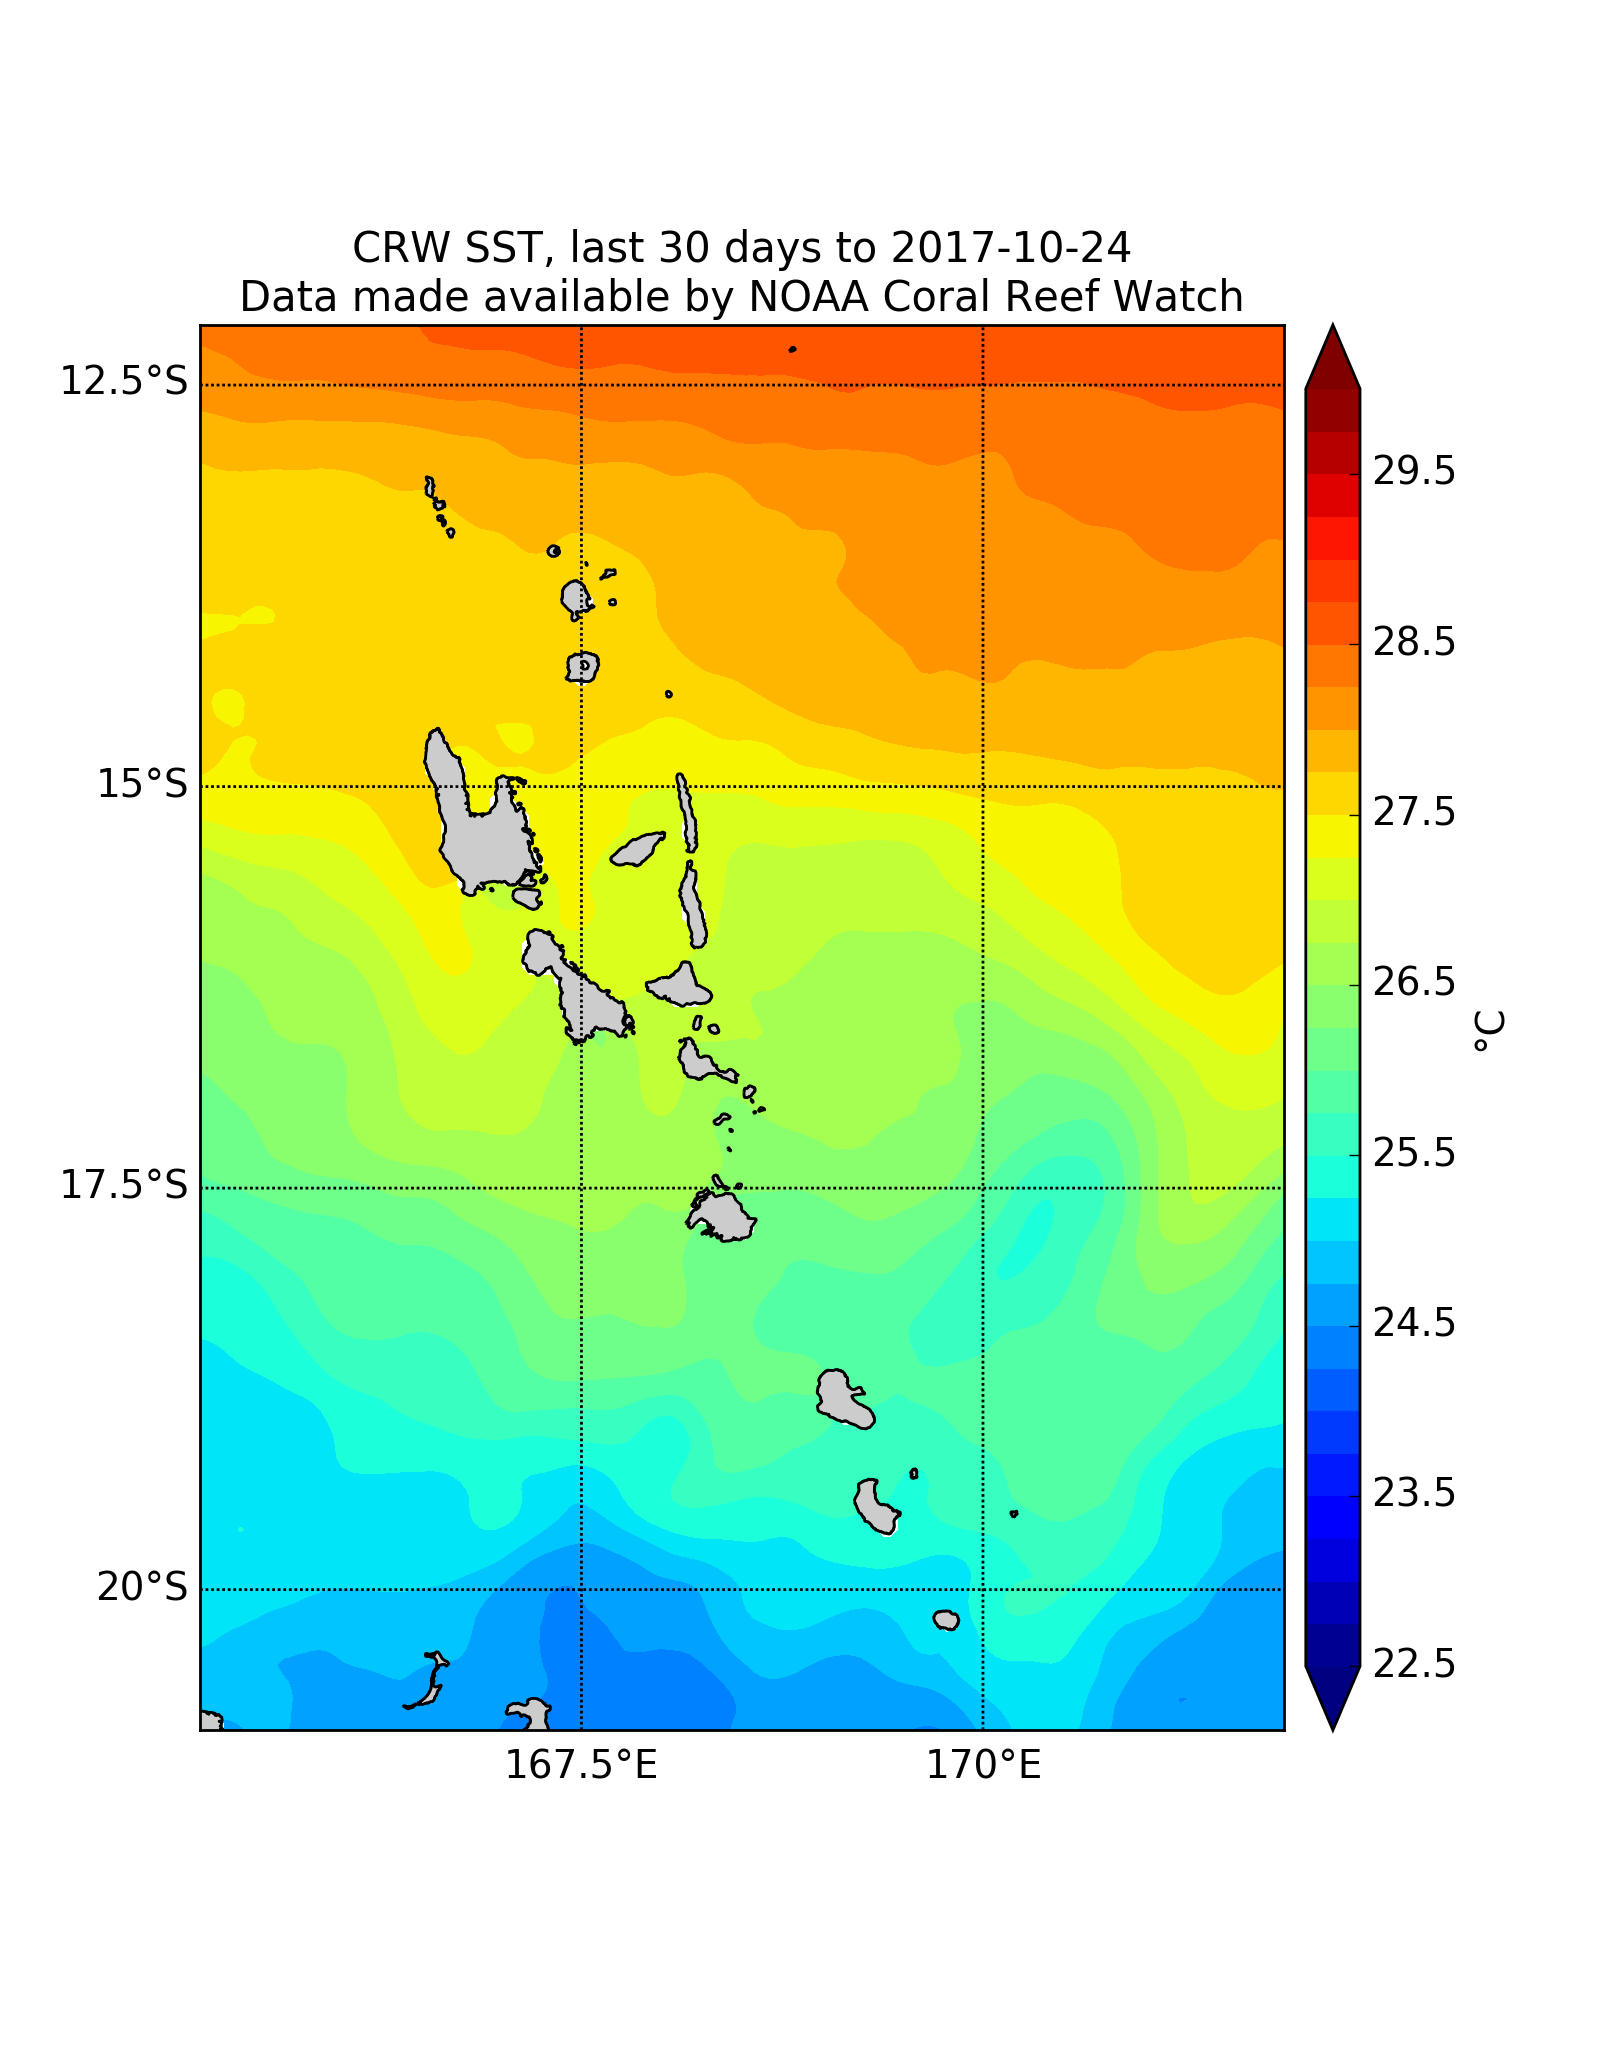 CRW SST, last 30 days to 2017-10-24
Data made available by NOAA Coral Reef Watch
12.5°S
15°S
17.5°S
20°S
167.5°E
170°E
29.5
28.5
27.5
26.5
25.5
24.5
23.5
22.5
°C